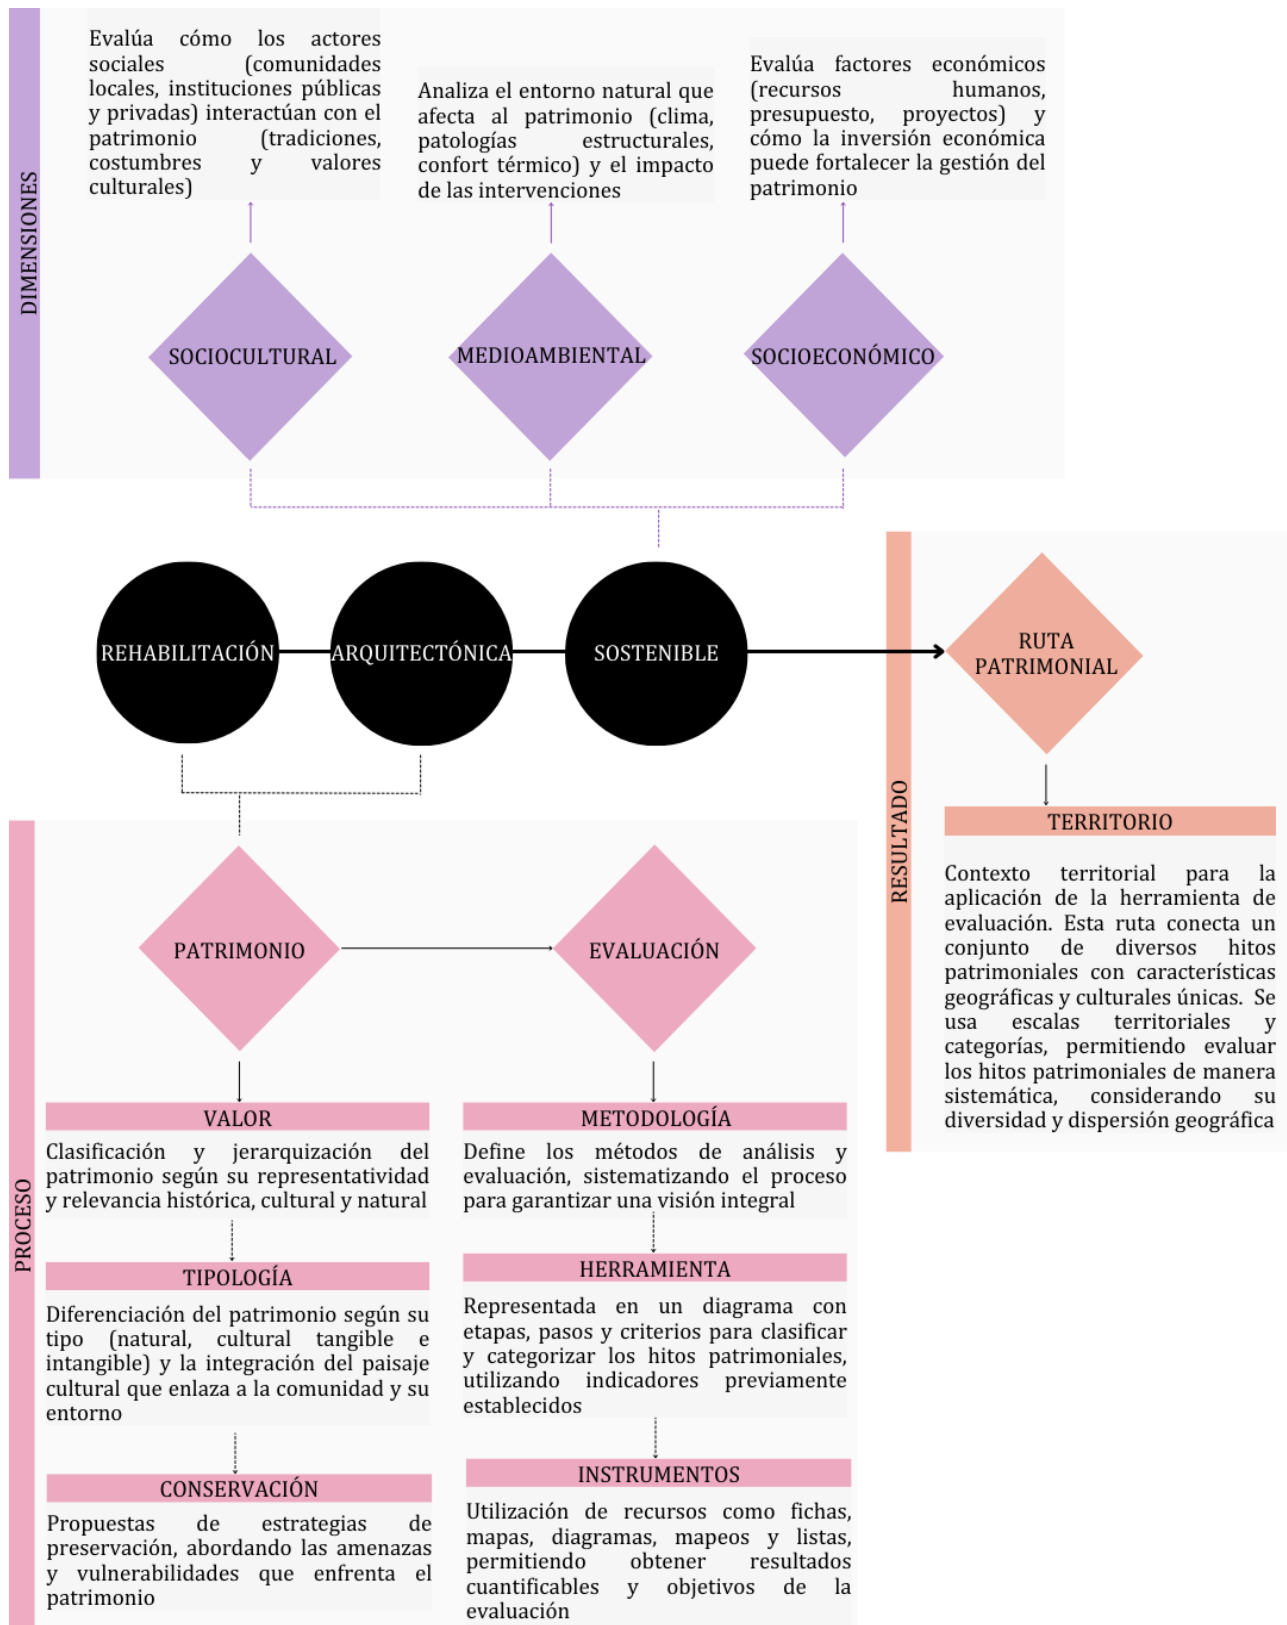 DIMENSIONES
Evalúa cómo los actores
sociales (comunidades
locales, instituciones públicas
y privadas) interactúan con el
patrimonio (tradiciones,
costumbres y valores
culturales)
Analiza el entorno natural que
afecta al patrimonio (clima,
patologías estructurales,
confort térmico) y el impacto
de las intervenciones
Evalúa factores económicos
(recursos humanos,
presupuesto, proyectos) y
cómo la inversión económica
puede fortalecer la gestión del
patrimonio
SOCIOCULTURAL
MEDIOAMBIENTAL
SOCIOECONÓMICO
REHABILITACIÓN
ARQUITECTÓNICA
SOSTENIBLE
RESULTADO
RUTA
PATRIMONIAL
TERRITORIO
Contexto territorial para la
aplicación de la herramienta de
evaluación. Esta ruta conecta un
conjunto de diversos hitos
patrimoniales con características
geográficas y culturales únicas. Se
usa escalas territoriales y
categorías, permitiendo evaluar
los hitos patrimoniales de manera
sistemática, considerando su
diversidad y dispersión geográfica
PROCESO
PATRIMONIO
EVALUACIÓN
VALOR
Clasificación y jerarquización del
patrimonio según su representatividad
y relevancia histórica, cultural y natural
TIPOLOGÍA
Diferenciación del patrimonio según su
tipo (natural, cultural tangible e
intangible) y la integración del paisaje
cultural que enlaza a la comunidad y su
entorno
CONSERVACIÓN
Propuestas de estrategias de
preservación, abordando las amenazas
y vulnerabilidades que enfrenta el
patrimonio
METODOLOGÍA
Define los métodos de análisis y
evaluación, sistematizando el proceso
para garantizar una visión integral
HERRAMIENTA
Representada en un diagrama con
etapas, pasos y criterios para clasificar
y categorizar los hitos patrimoniales,
utilizando indicadores previamente
establecidos
INSTRUMENTOS
Utilización de recursos como fichas,
mapas, diagramas, mapeos y listas,
permitiendo obtener resultados
cuantificables y objetivos de la
evaluación